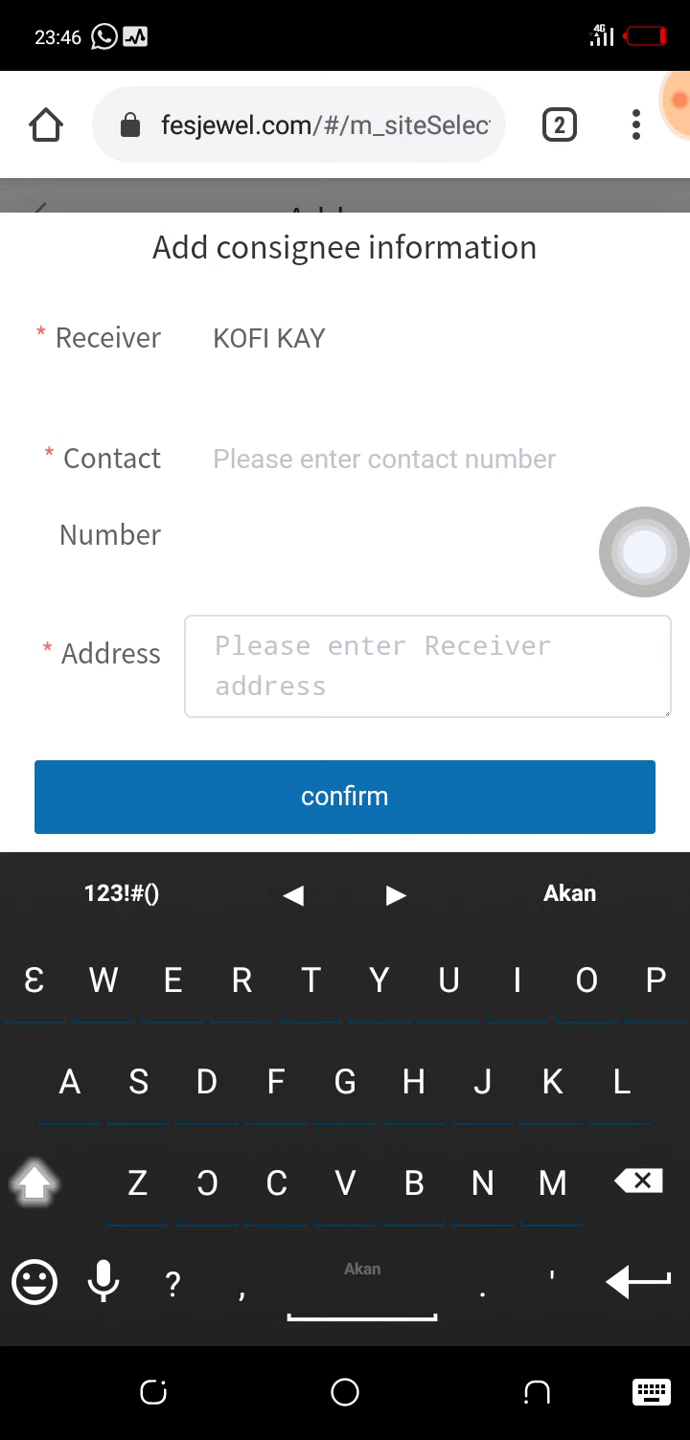 23:46
4G
fesjewel.com/#/m_siteSelec
2
Add consignee information
* Receiver KOFI KAY
* Contact Number Please enter contact number
* Address Please enter Receiver
address
confirm
123!#() ◀ ▶ Akan
Ɛ W E R T Y U I O P
A S D F G H J K L
Z Ɔ C V B N M
? , Akan . '